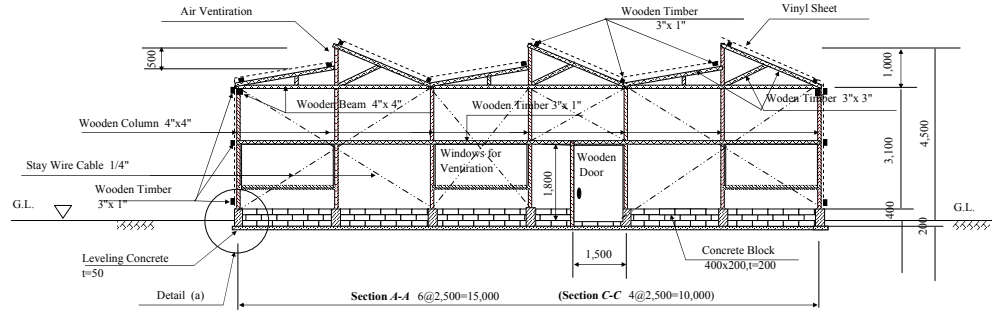 Air Ventiration
Wooden Timber
3"x 1"
Vinyl Sheet
500
1,000
Wooden Beam 4"x 4"
Wooden Timber 3"x 1"
Woden Timber 3"x 3"
Wooden Column 4"x4"
3,100
4,500
Windows for
Ventiration
Wooden
Door
1,800
Stay Wire Cable 1/4"
Wooden Timber
3"x 1"
G.L.
G.L.
400
200
Leveling Concrete
t=50
1,500
Concrete Block
400x200,t=200
Detail (a)
Section A-A 6@2,500=15,000 (Section C-C 4@2,500=10,000)